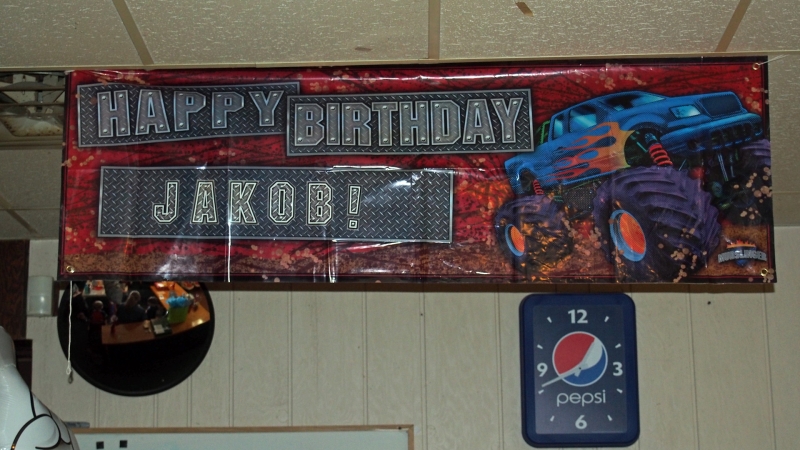 HAPPY BIRTHDAY
JAKOB!
12
9 3
pepsi
6